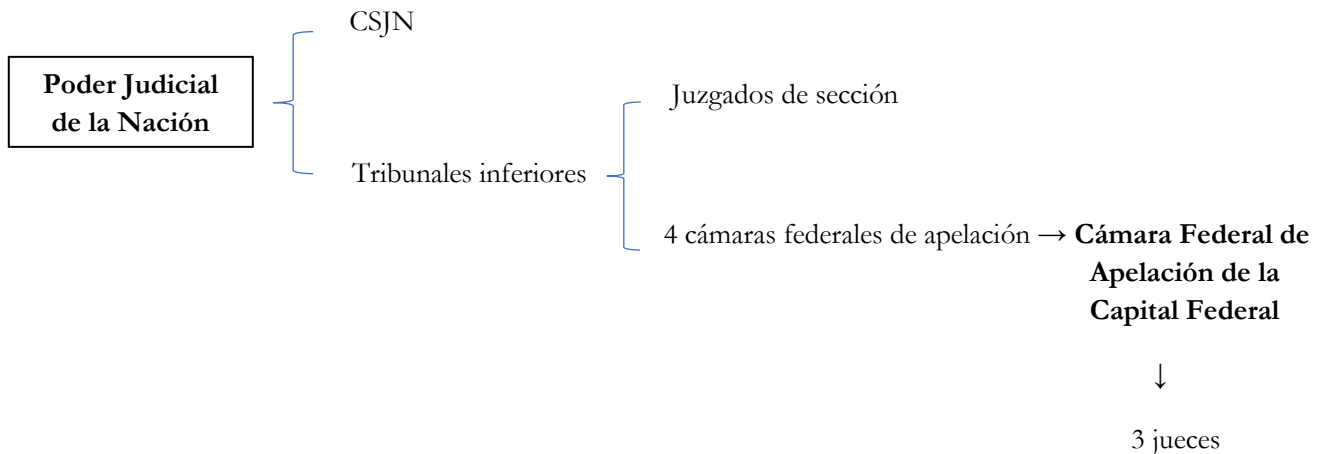 CSJN
Poder Judicial
de la Nación
Juzgados de sección
Tribunales inferiores
4 cámaras federales de apelación → Cámara Federal de
Apelación de la
Capital Federal
↓
3 jueces